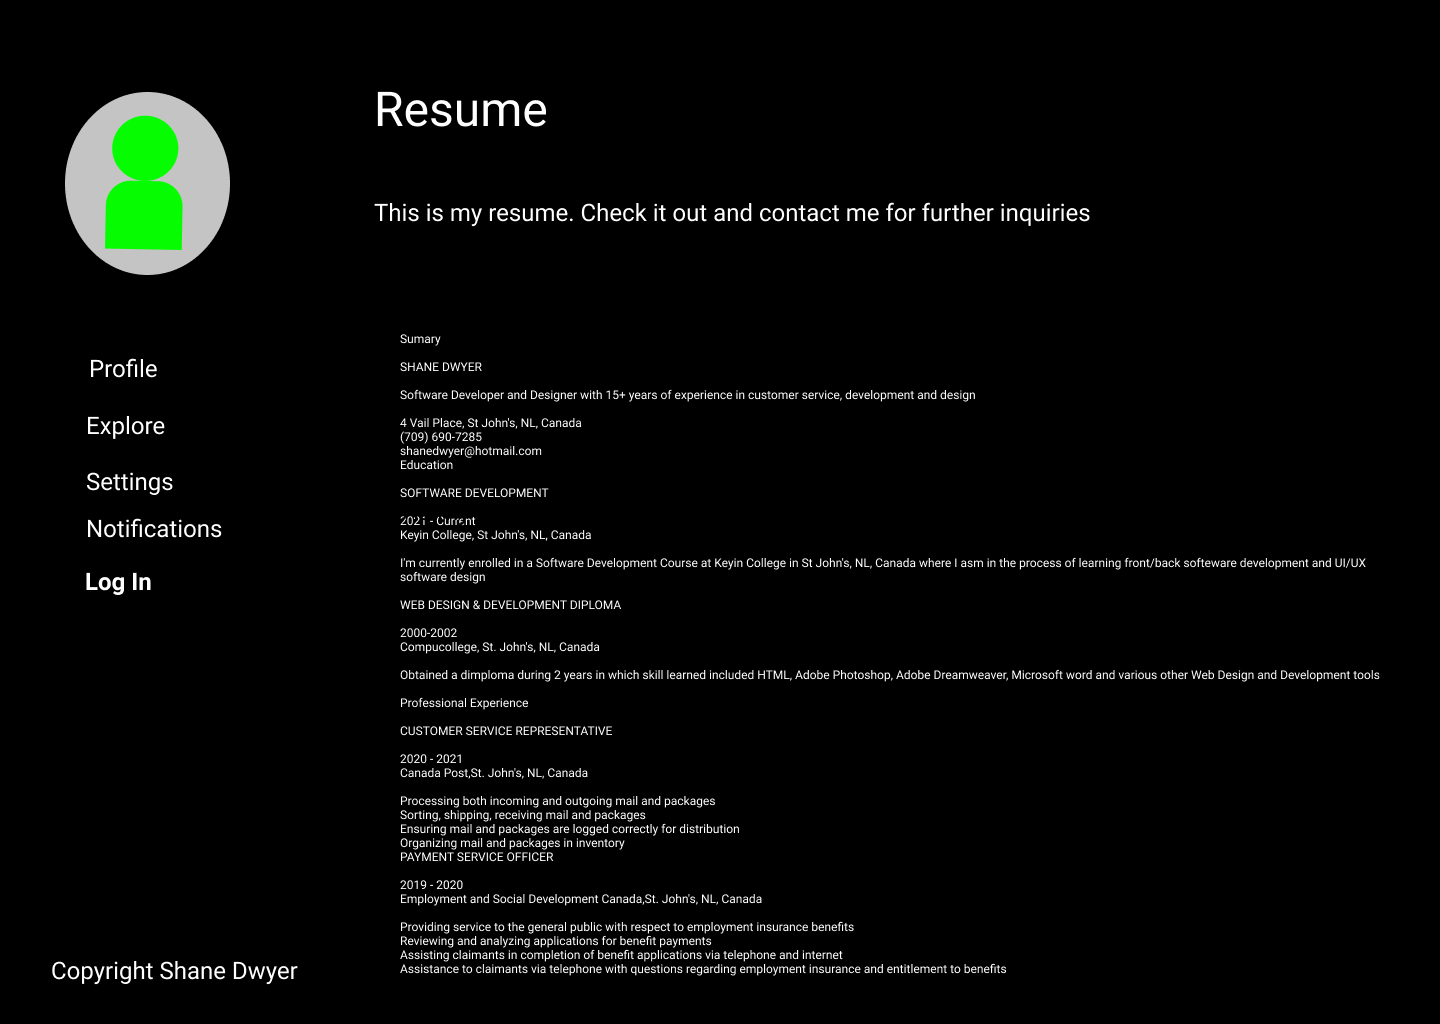 Resume
This is my resume. Check it out and contact me for further inquiries
Profile
Explore
Settings
Notifications
Log In
Copyright Shane Dwyer
Sumary
SHANE DWYER
Software Developer and Designer with 15+ years of experience in customer service, development and design
4 Vail Place, St John's, NL, Canada
(709) 690-7285
shanedwyer@hotmail.com
Education
SOFTWARE DEVELOPMENT
2021 - Current
Keyin College, St John's, NL, Canada
I'm currently enrolled in a Software Development Course at Keyin College in St John's, NL, Canada where I asm in the process of learning front/back softeware development and UI/UX
software design
WEB DESIGN & DEVELOPMENT DIPLOMA
2000-2002
Compucollege, St. John's, NL, Canada
Obtained a dimploma during 2 years in which skill learned included HTML, Adobe Photoshop, Adobe Dreamweaver, Microsoft word and various other Web Design and Development tools
Professional Experience
CUSTOMER SERVICE REPRESENTATIVE
2020 - 2021
Canada Post,St. John's, NL, Canada
Processing both incoming and outgoing mail and packages
Sorting, shipping, receiving mail and packages
Ensuring mail and packages are logged correctly for distribution
Organizing mail and packages in inventory
PAYMENT SERVICE OFFICER
2019 - 2020
Employment and Social Development Canada,St. John's, NL, Canada
Providing service to the general public with respect to employment insurance benefits
Reviewing and analyzing applications for benefit payments
Assisting claimants in completion of benefit applications via telephone and internet
Assistance to claimants via telephone with questions regarding employment insurance and entitlement to benefits